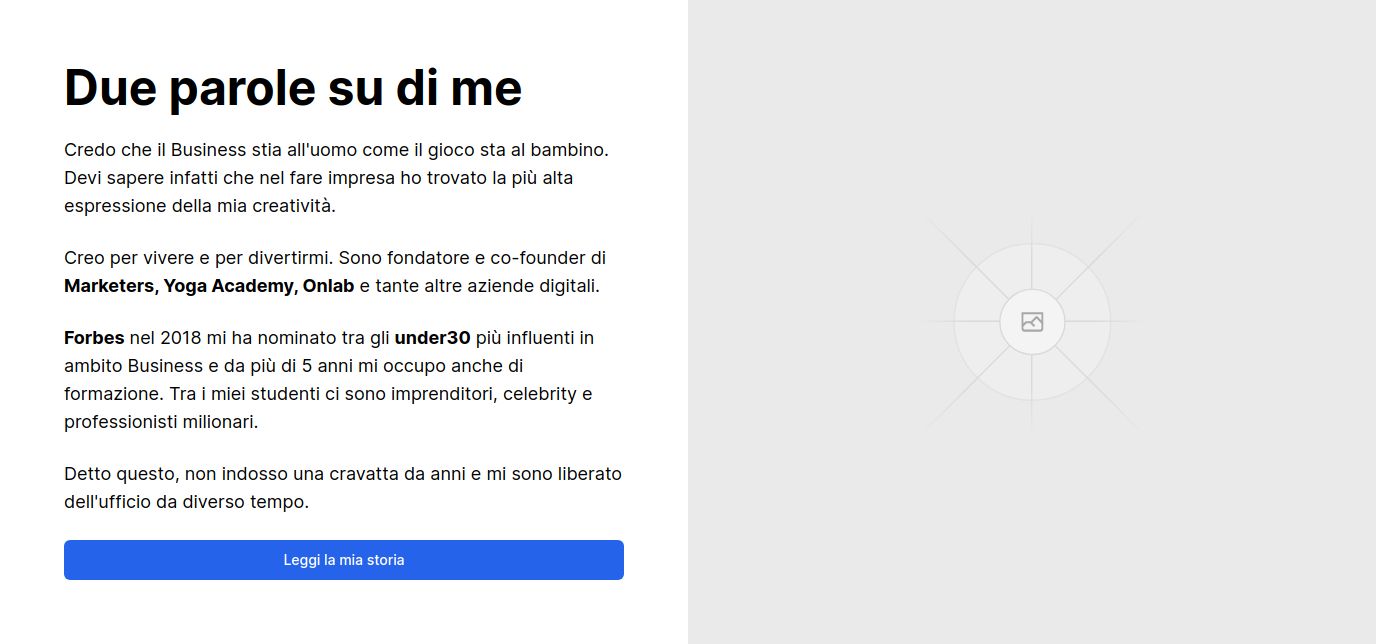 Due parole su di me
Credo che il Business stia all'uomo come il gioco sta al bambino.
Devi sapere infatti che nel fare impresa ho trovato la più alta
espressione della mia creatività.
Creo per vivere e per divertirmi. Sono fondatore e co-founder di
Marketers, Yoga Academy, Onlab e tante altre aziende digitali.
Forbes nel 2018 mi ha nominato tra gli under30 più influenti in
ambito Business e da più di 5 anni mi occupo anche di
formazione. Tra i miei studenti ci sono imprenditori, celebrity e
professionisti milionari.
Detto questo, non indosso una cravatta da anni e mi sono liberato
dell'ufficio da diverso tempo.
Leggi la mia storia